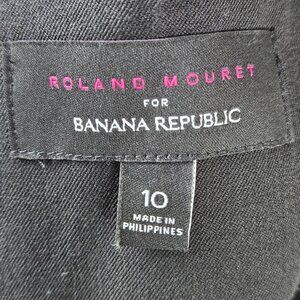 ROLAND MOURET
FOR
BANANA REPUBLIC
10
MADE IN
PHILIPPINES